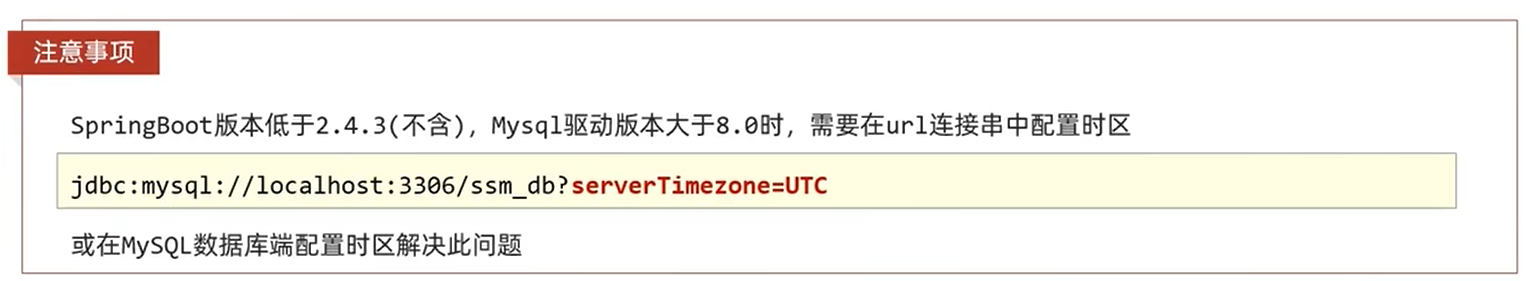 注意事项
SpringBoot版本低于2.4.3(不含)，Mysql驱动版本大于8.0时，需要在url连接串中配置时区
jdbc:mysql://localhost:3306/ssm_db?serverTimezone=UTC
或在MySQL数据库端配置时区解决此问题